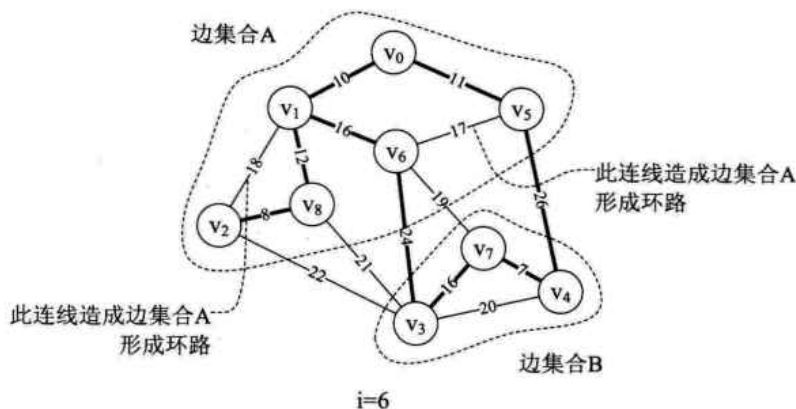 边集合A
v0
10
11
v1
v5
16
17
v6
12
18
此连线造成边集合A
形成环路
26
v8
19
8
v2
24
v7
21
7
22
16
v4
此连线造成边集合A
形成环路
20
v3
边集合B
i=6